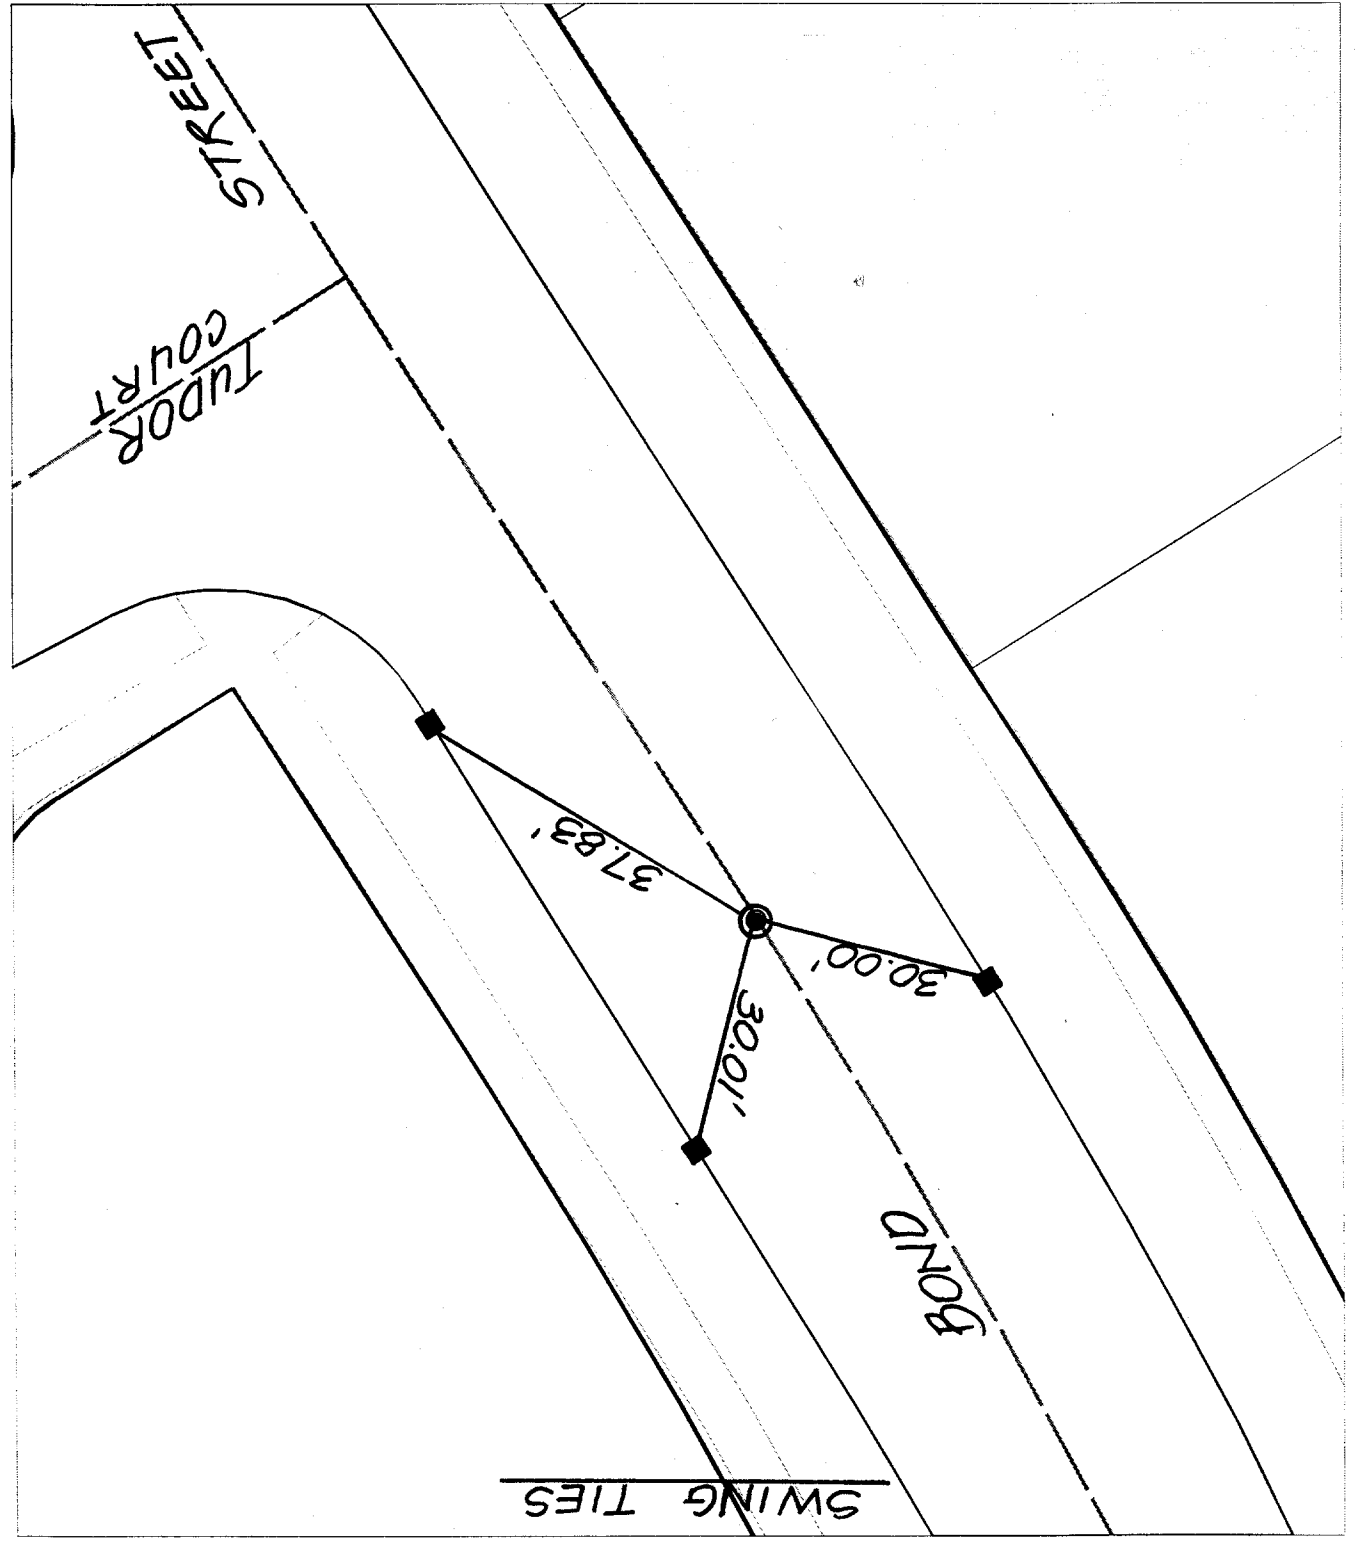 SWING TIES
BOND
30.01'
30.00'
37.83'
TUDOR
COURT
STREET